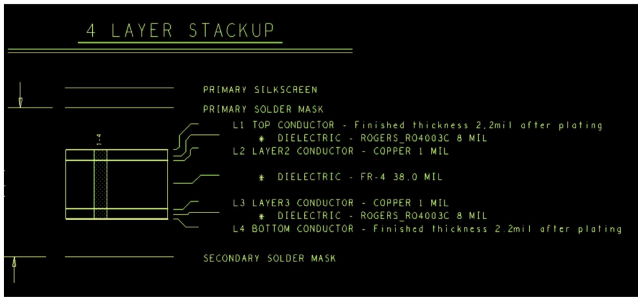 4 LAYER STACKUP
PRIMARY SILKSCREEN
PRIMARY SOLDER MASK
L1 TOP CONDUCTOR - Finished thickness 2.2mil after plating
* DIELECTRIC - ROGERS_RO4003C 8 MIL
L2 LAYER2 CONDUCTOR - COPPER 1 MIL
* DIELECTRIC - FR-4 38.0 MIL
L3 LAYER3 CONDUCTOR - COPPER 1 MIL
* DIELECTRIC - ROGERS_RO4003C 8 MIL
L4 BOTTOM CONDUCTOR - Finished thickness 2.2mil after plating
SECONDARY SOLDER MASK